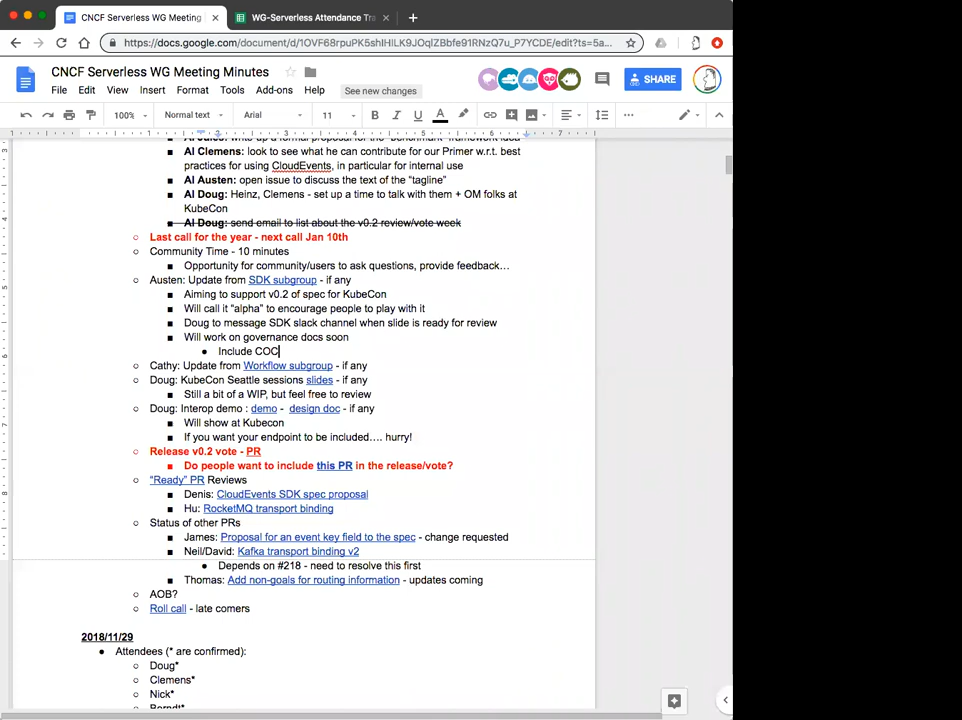 CNCF Serverless WG Meeting Minutes
WG-Serverless Attendance Tra
https://docs.google.com/document/d/1OVF68rpuPK5shIHILK9JOqlZBbfe91RNzQ7u_P7YCDE/edit?ts=5a...
CNCF Serverless WG Meeting Minutes
File Edit View Insert Format Tools Add-ons Help
See new changes
SHARE
100% Normal text Arial 11
AI Clemens: look to see what he can contribute for our Primer w.r.t. best
practices for using CloudEvents, in particular for internal use
AI Austen: open issue to discuss the text of the "tagline"
AI Doug: Heinz, Clemens - set up a time to talk with them + OM folks at
KubeCon
AI Doug: send email to list about the v0.2 review/vote week
Last call for the year - next call Jan 10th
Community Time - 10 minutes
Opportunity for community/users to ask questions, provide feedback…
Austen: Update from SDK subgroup - if any
Aiming to support v0.2 of spec for KubeCon
Will call it "alpha" to encourage people to play with it
Doug to message SDK slack channel when slide is ready for review
Will work on governance docs soon
Include COC
Cathy: Update from Workflow subgroup - if any
Doug: KubeCon Seattle sessions slides - if any
Still a bit of a WIP, but feel free to review
Doug: Interop demo : demo - design doc - if any
Will show at Kubecon
If you want your endpoint to be included…. hurry!
Release v0.2 vote - PR
Do people want to include this PR in the release/vote?
"Ready" PR Reviews
Denis: CloudEvents SDK spec proposal
Hu: RocketMQ transport binding
Status of other PRs
James: Proposal for an event key field to the spec - change requested
Neil/David: Kafka transport binding v2
Depends on #218 - need to resolve this first
Thomas: Add non-goals for routing information - updates coming
AOB?
Roll call - late comers
2018/11/29
Attendees (* are confirmed):
Doug*
Clemens*
Nick*